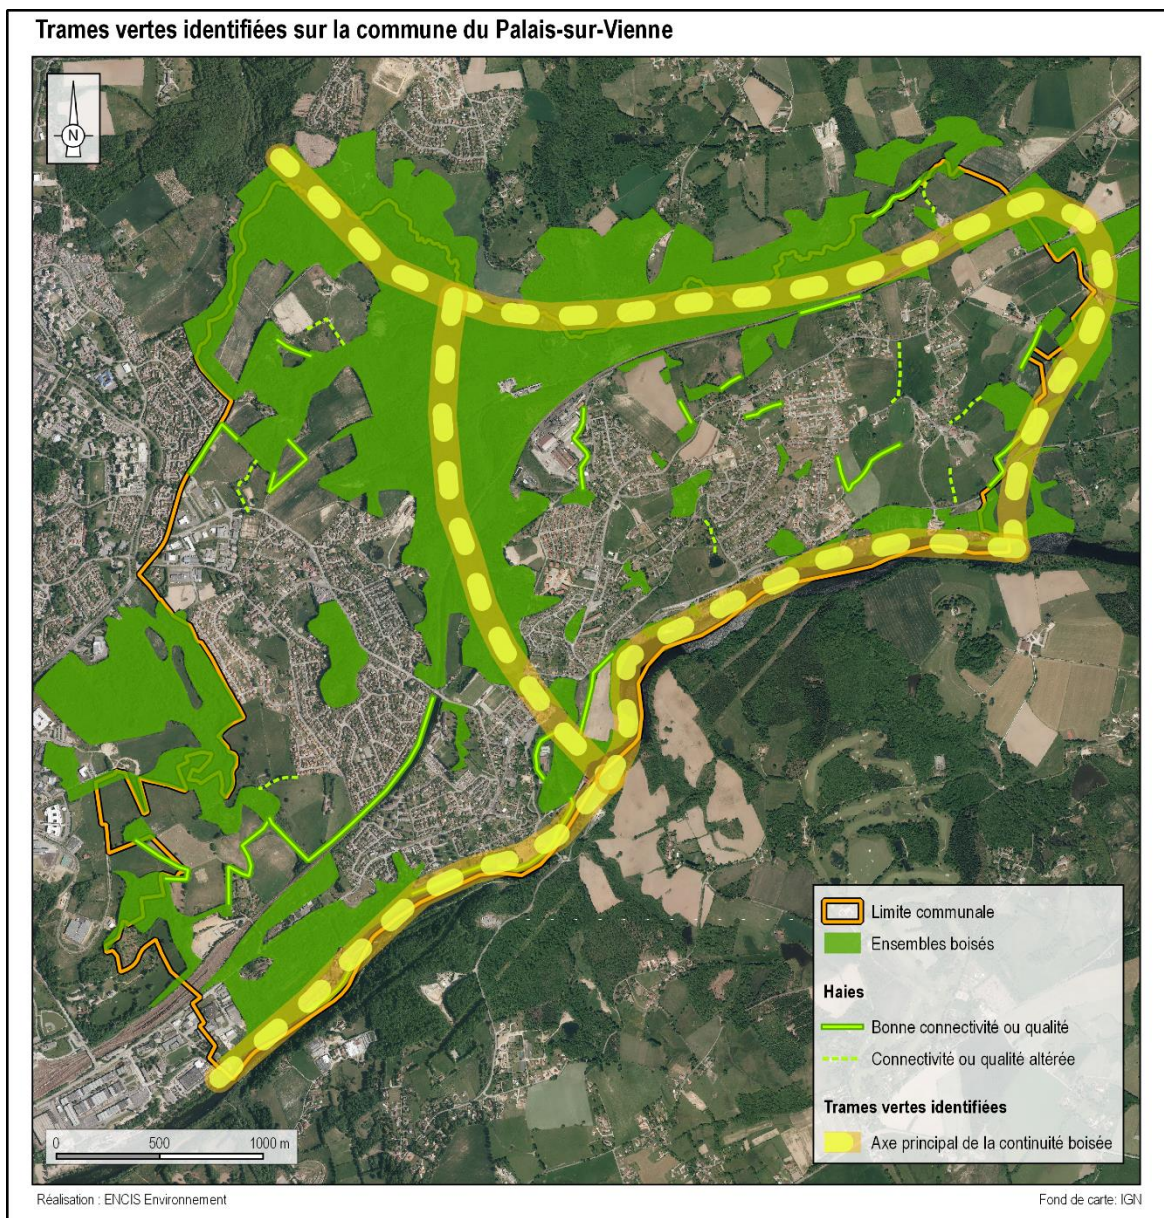 Trames vertes identifiées sur la commune du Palais-sur-Vienne
N
Limite communale
Ensembles boisés
Haies
Bonne connectivité ou qualité
Connectivité ou qualité altérée
Trames vertes identifiées
Axe principal de la continuité boisée
0 500 1000 m
Réalisation : ENCIS Environnement
Fond de carte: IGN